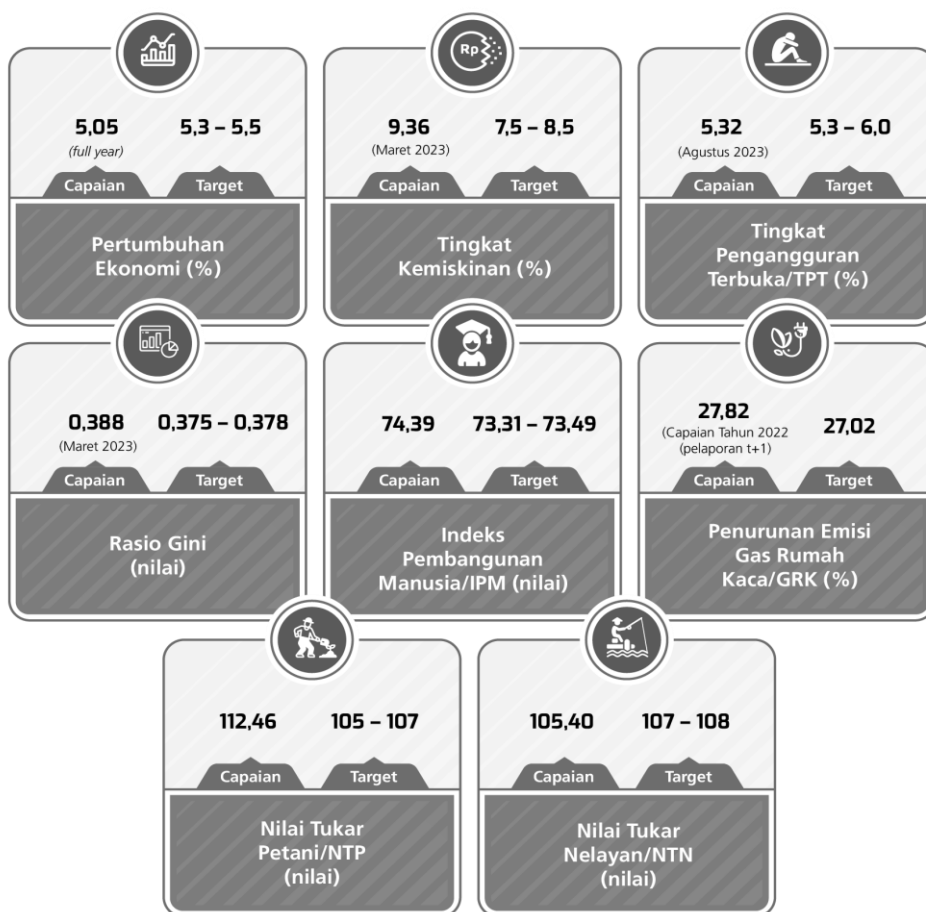 Rp
5,05 5,3 – 5,5
(full year)
Capaian Target
Pertumbuhan
Ekonomi (%)
9,36 7,5 – 8,5
(Maret 2023)
Capaian Target
Tingkat
Kemiskinan (%)
5,32 5,3 – 6,0
(Agustus 2023)
Capaian Target
Tingkat
Pengangguran
Terbuka/TPT (%)
0,388 0,375 – 0,378
(Maret 2023)
Capaian Target
Rasio Gini
(nilai)
74,39 73,31 – 73,49
Capaian Target
Indeks
Pembangunan
Manusia/IPM (nilai)
27,82 27,02
(Capaian Tahun 2022
(pelaporan t+1)
Capaian Target
Penurunan Emisi
Gas Rumah
Kaca/GRK (%)
112,46 105 – 107
Capaian Target
Nilai Tukar
Petani/NTP
(nilai)
105,40 107 – 108
Capaian Target
Nilai Tukar
Nelayan/NTN
(nilai)